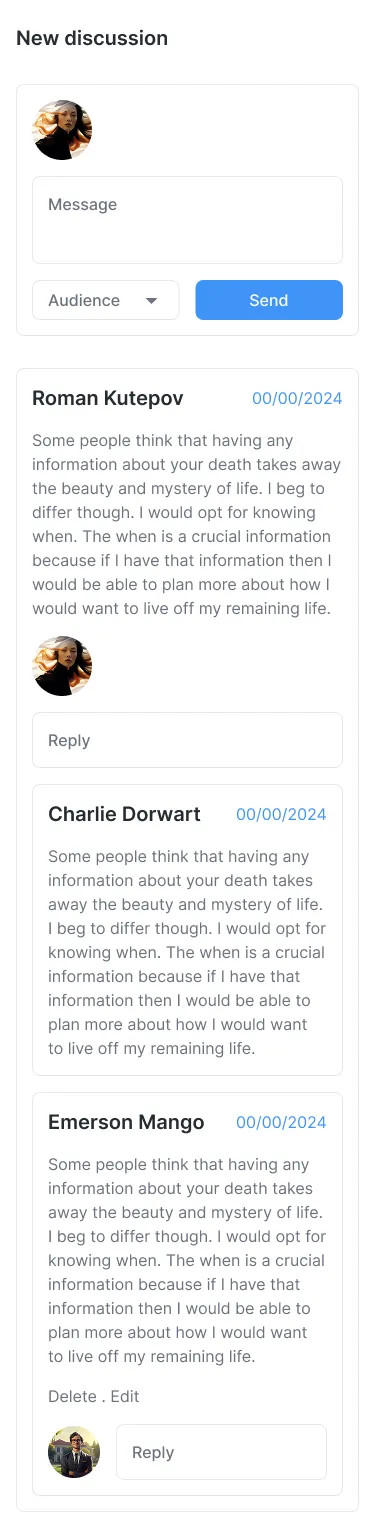 New discussion
Message
Audience
Send
Roman Kutepov 00/00/2024
Some people think that having any
information about your death takes away
the beauty and mystery of life. I beg to
differ though. I would opt for knowing
when. The when is a crucial information
because if I have that information then I
would be able to plan more about how I
would want to live off my remaining life.
Reply
Charlie Dorwart 00/00/2024
Some people think that having any
information about your death takes
away the beauty and mystery of life.
I beg to differ though. I would opt for
knowing when. The when is a crucial
information because if I have that
information then I would be able to
plan more about how I would want
to live off my remaining life.
Emerson Mango 00/00/2024
Some people think that having any
information about your death takes
away the beauty and mystery of life.
I beg to differ though. I would opt for
knowing when. The when is a crucial
information because if I have that
information then I would be able to
plan more about how I would want
to live off my remaining life.
Delete . Edit
Reply